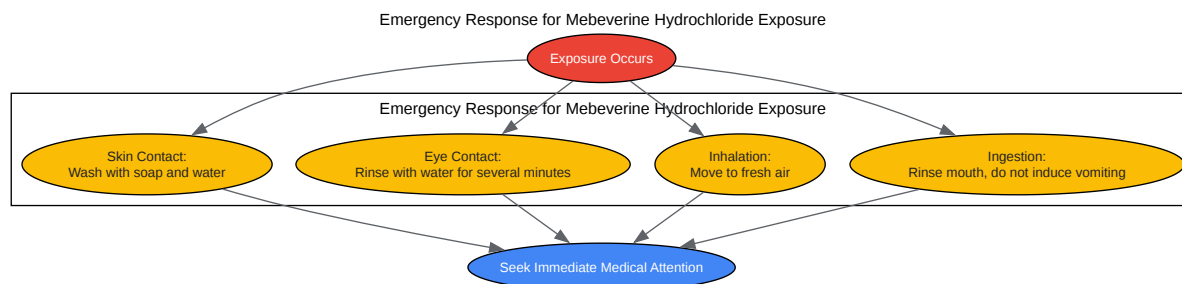 Emergency Response for Mebeverine Hydrochloride Exposure
Exposure Occurs
Emergency Response for Mebeverine Hydrochloride Exposure
Skin Contact:
Wash with soap and water
Eye Contact:
Rinse with water for several minutes
Inhalation:
Move to fresh air
Ingestion:
Rinse mouth, do not induce vomiting
Seek Immediate Medical Attention